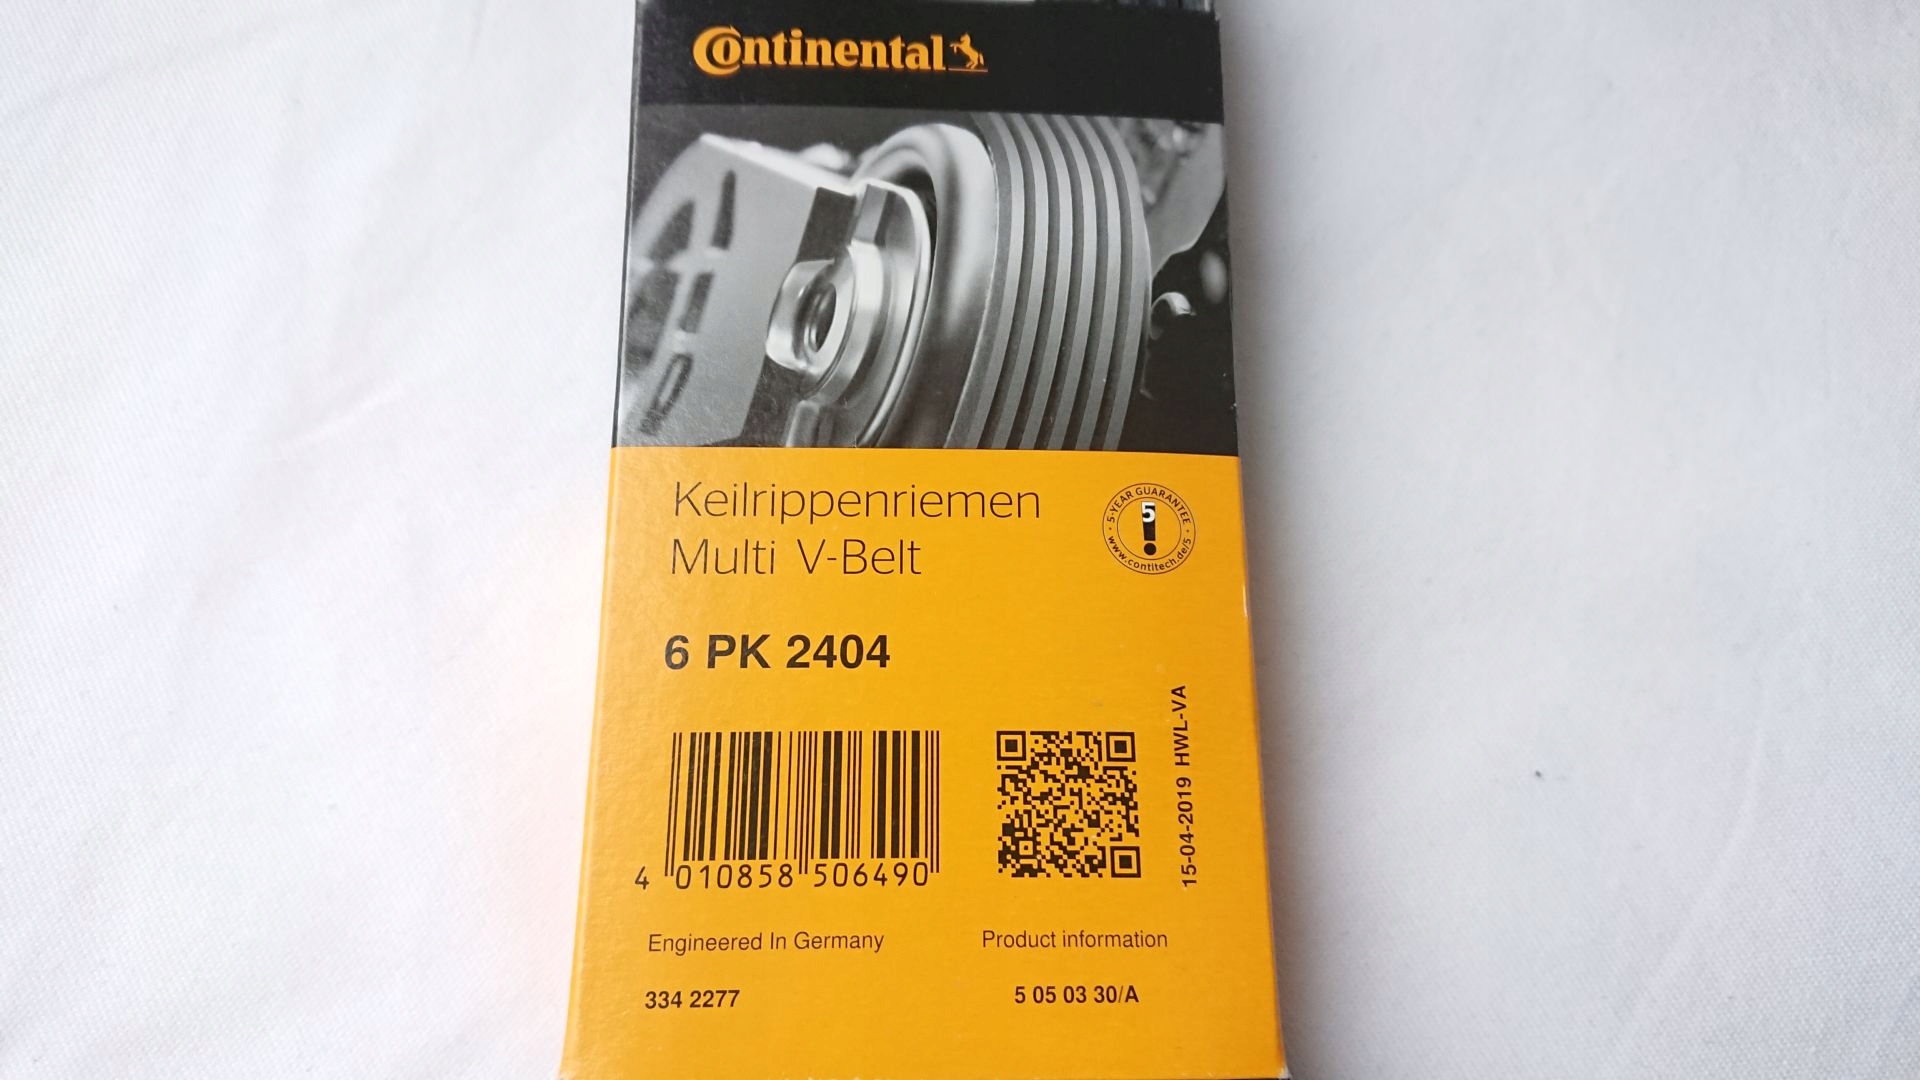 Continental
Keilrippenriemen
Multi V-Belt
5-YEAR GUARANTEE
5
www.contitech.de/5
6 PK 2404
15-04-2019 HWL-VA
4 010858 506490
Engineered In Germany
Product information
334 2277
5 05 03 30/A